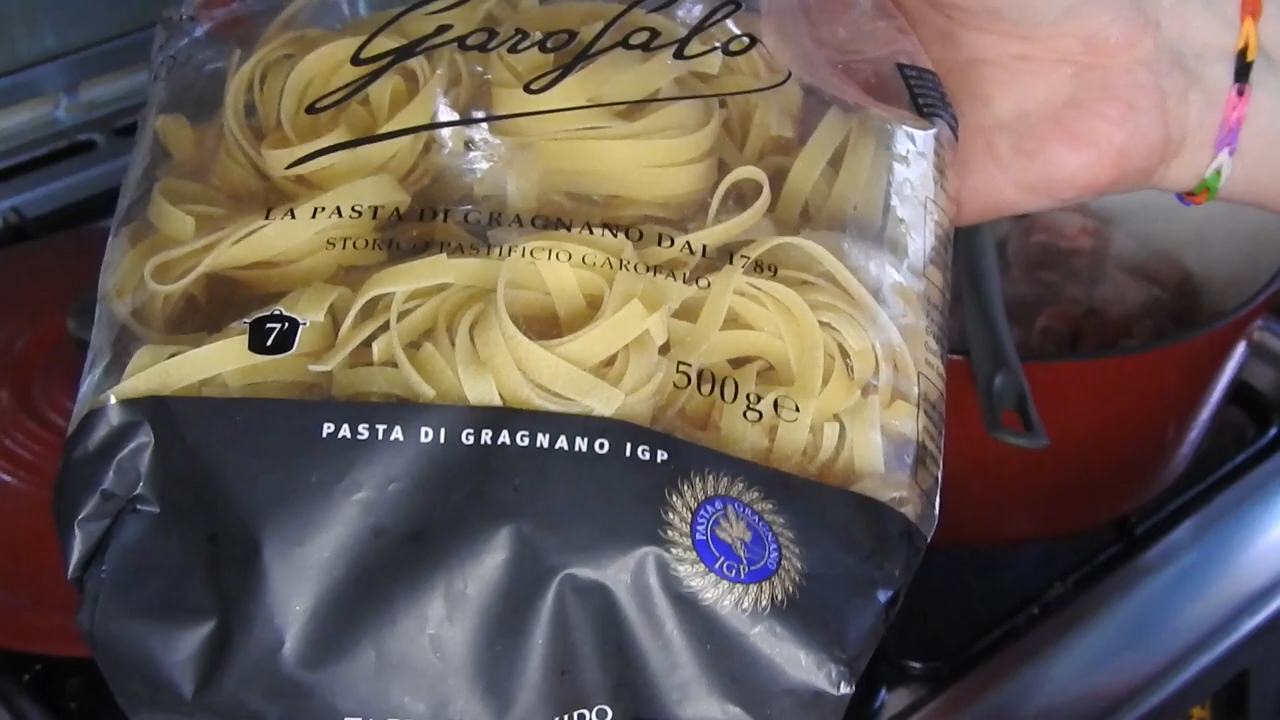 Garofalo
LA PASTA DI GRAGNANO DAL 1789
STORICO PASTIFICIO GAROFALO
7'
500g℮
PASTA DI GRAGNANO IGP
PASTA di GRAGNANO
IGP